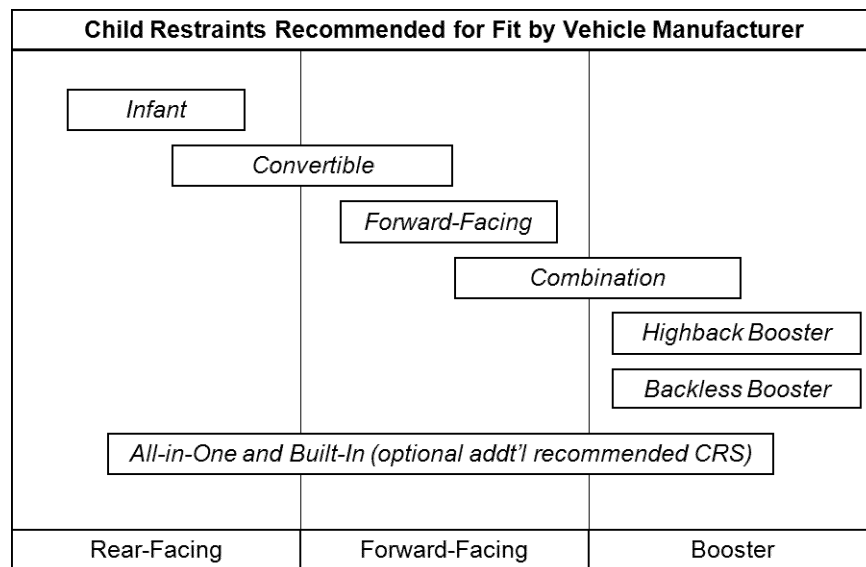 Child Restraints Recommended for Fit by Vehicle Manufacturer
Infant
Convertible
Forward-Facing
Combination
Highback Booster
Backless Booster
All-in-One and Built-In (optional addt'l recommended CRS)
Rear-Facing
Forward-Facing
Booster